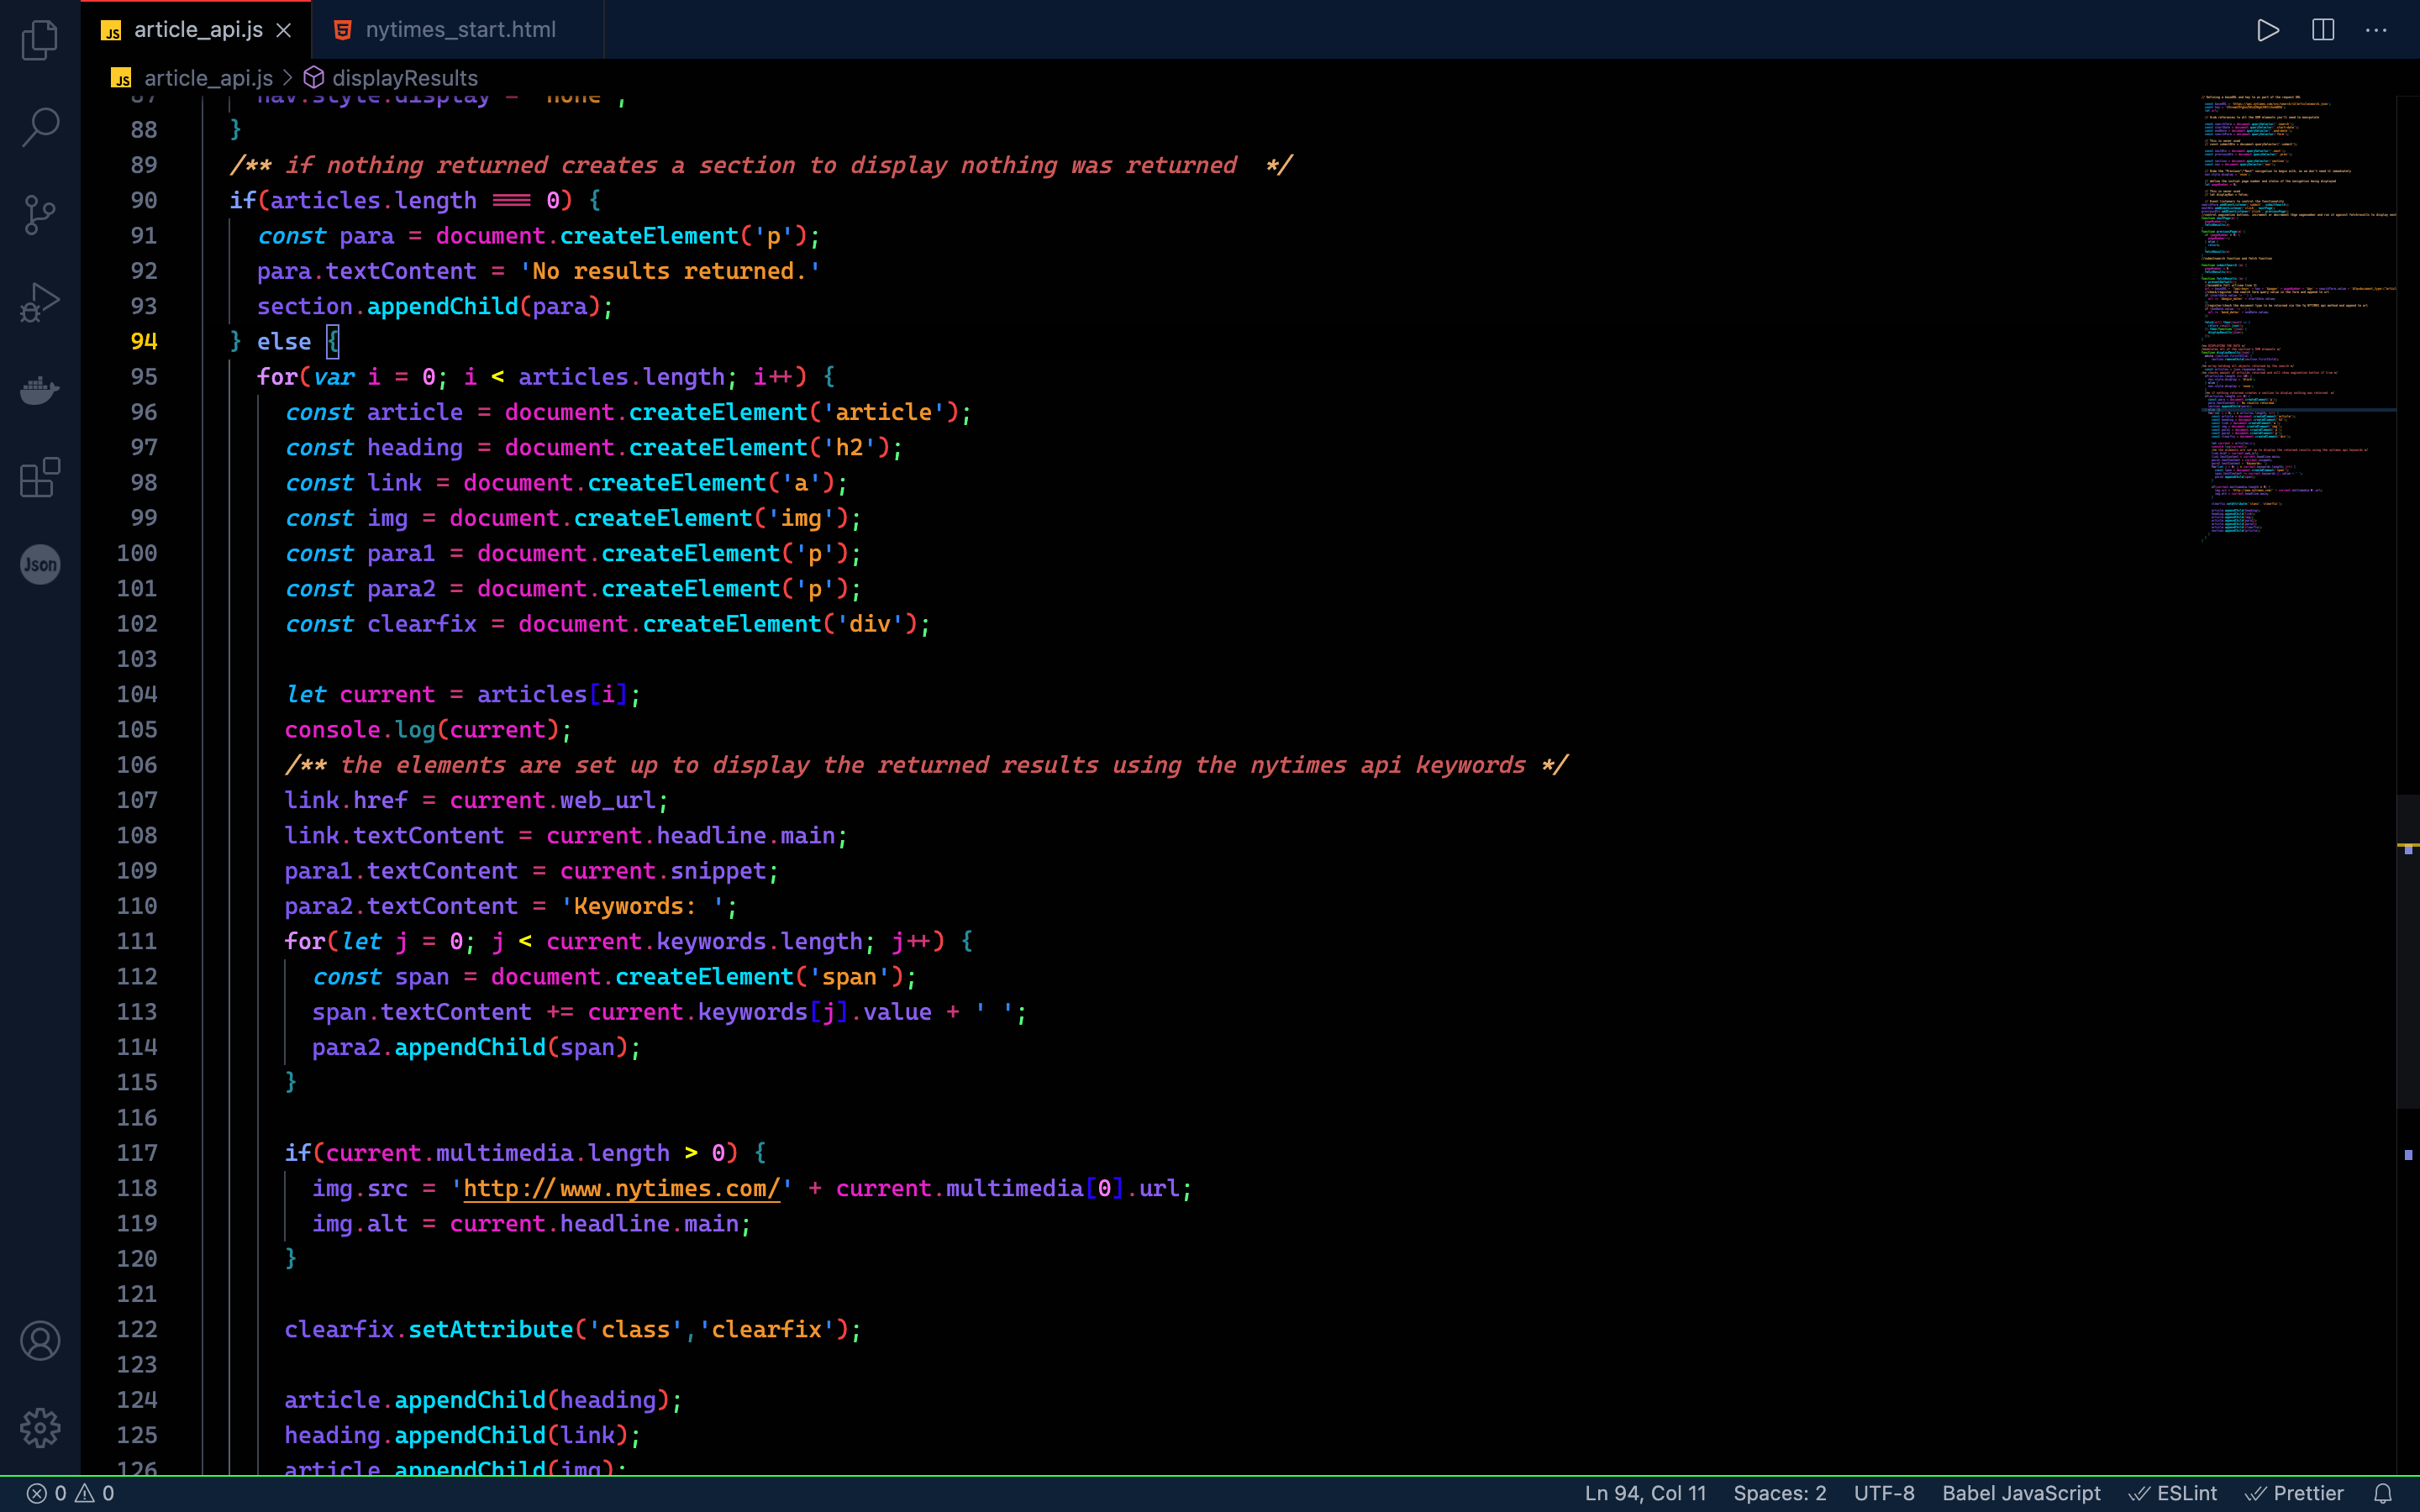 JS article_api.js
nytimes_start.html
JS article_api.js > displayResults
87 nav.style.display = 'none';
88 }
89 /** if nothing returned creates a section to display nothing was returned  */
90 if(articles.length === 0) {
91 const para = document.createElement('p');
92 para.textContent = 'No results returned.'
93 section.appendChild(para);
94 } else {
95 for(var i = 0; i < articles.length; i++) {
96 const article = document.createElement('article');
97 const heading = document.createElement('h2');
98 const link = document.createElement('a');
99 const img = document.createElement('img');
100 const para1 = document.createElement('p');
101 const para2 = document.createElement('p');
102 const clearfix = document.createElement('div');
103
104 let current = articles[i];
105 console.log(current);
106 /** the elements are set up to display the returned results using the nytimes api keywords */
107 link.href = current.web_url;
108 link.textContent = current.headline.main;
109 para1.textContent = current.snippet;
110 para2.textContent = 'Keywords: ';
111 for(let j = 0; j < current.keywords.length; j++) {
112 const span = document.createElement('span');
113 span.textContent += current.keywords[j].value + ' ';
114 para2.appendChild(span);
115 }
116
117 if(current.multimedia.length > 0) {
118 img.src = 'http://www.nytimes.com/' + current.multimedia[0].url;
119 img.alt = current.headline.main;
120 }
121
122 clearfix.setAttribute('class','clearfix');
123
124 article.appendChild(heading);
125 heading.appendChild(link);
126 article.appendChild(img);
Json
0 0 Ln 94, Col 11 Spaces: 2 UTF-8 Babel JavaScript ESLint Prettier